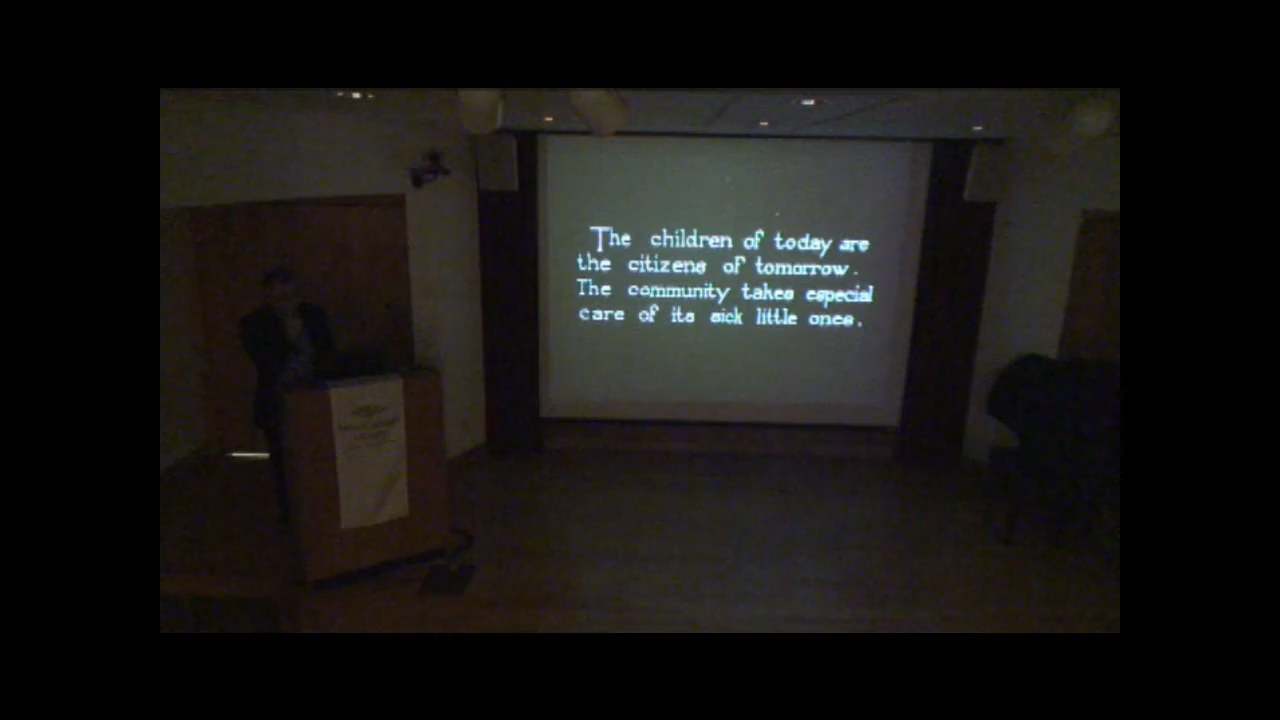 The children of today are
the citizens of tomorrow.
The community takes especial
care of its sick little ones.